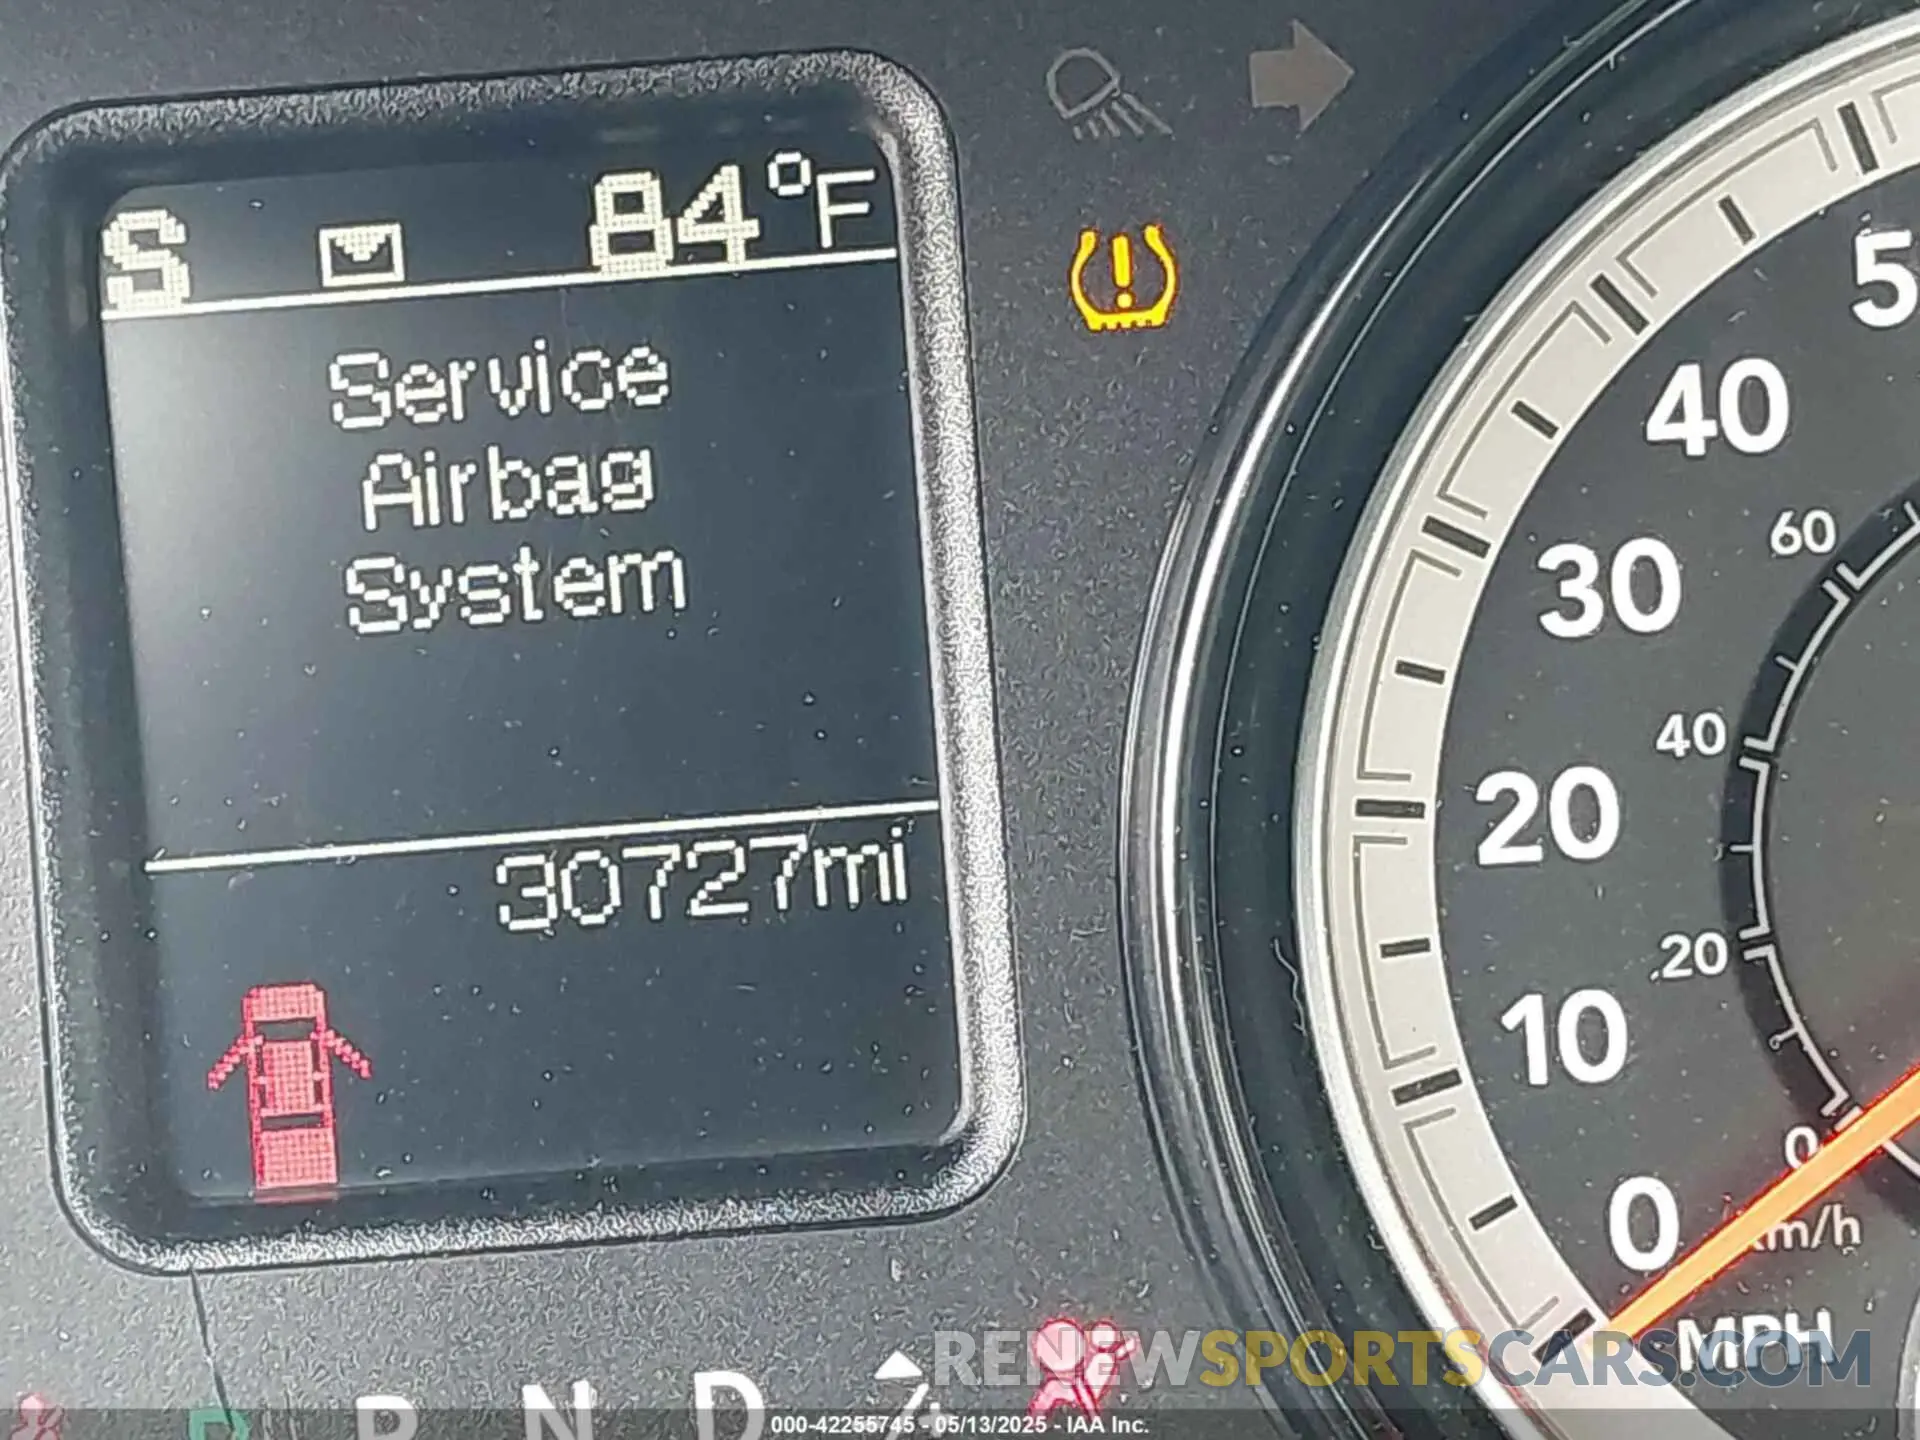 S 84°F
Service
Airbag
System
30727mi
50
40
30
20
10
0
60
40
20
0
km/h
MPH
P R N D
RENEWSPORTSCARS.COM
000-42255745 - 05/13/2025 - IAA Inc.